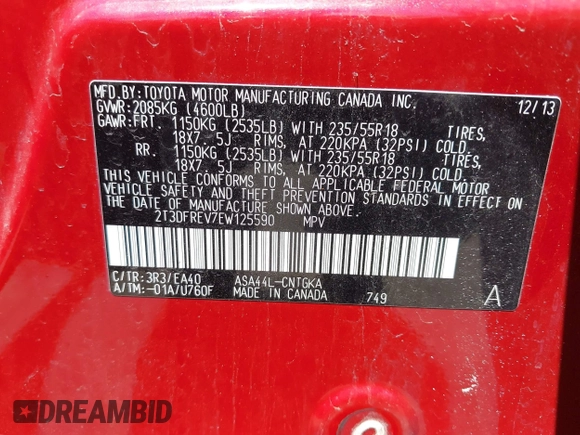 MFD.BY:TOYOTA MOTOR MANUFACTURING CANADA INC.
GVWR:2085KG (4600LB) 12/13
GAWR:FRT. 1150KG (2535LB) WITH 235/55R18 TIRES,
18X7.5J RIMS, AT 220KPA (32PSI) COLD.
RR. 1150KG (2535LB) WITH 235/55R18 TIRES,
18X7.5J RIMS, AT 220KPA (32PSI) COLD.
THIS VEHICLE CONFORMS TO ALL APPLICABLE FEDERAL MOTOR
VEHICLE SAFETY AND THEFT PREVENTION STANDARDS IN EFFECT ON
THE DATE OF MANUFACTURE SHOWN ABOVE.
2T3DFREV7EW125590 MPV
C/TR:3R3/EA40 ASA44L-CNTGKA
A/TM:-01A/U760F MADE IN CANADA 749 A
DREAMBID